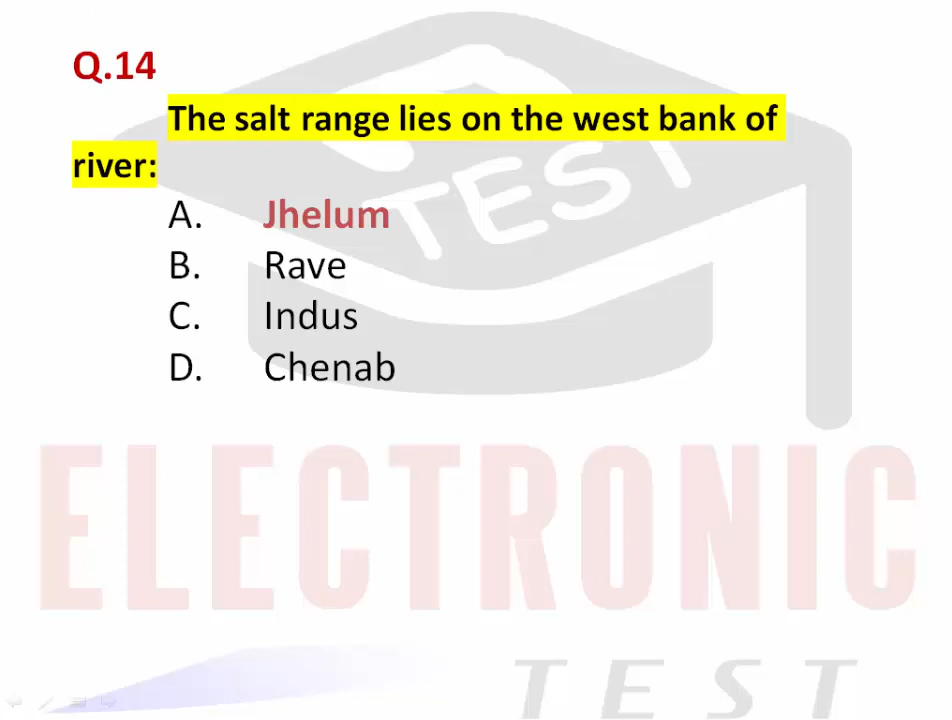 Q.14
The salt range lies on the west bank of
river:
A. Jhelum
B. Rave
C. Indus
D. Chenab
TEST
ELECTRONIC
TEST